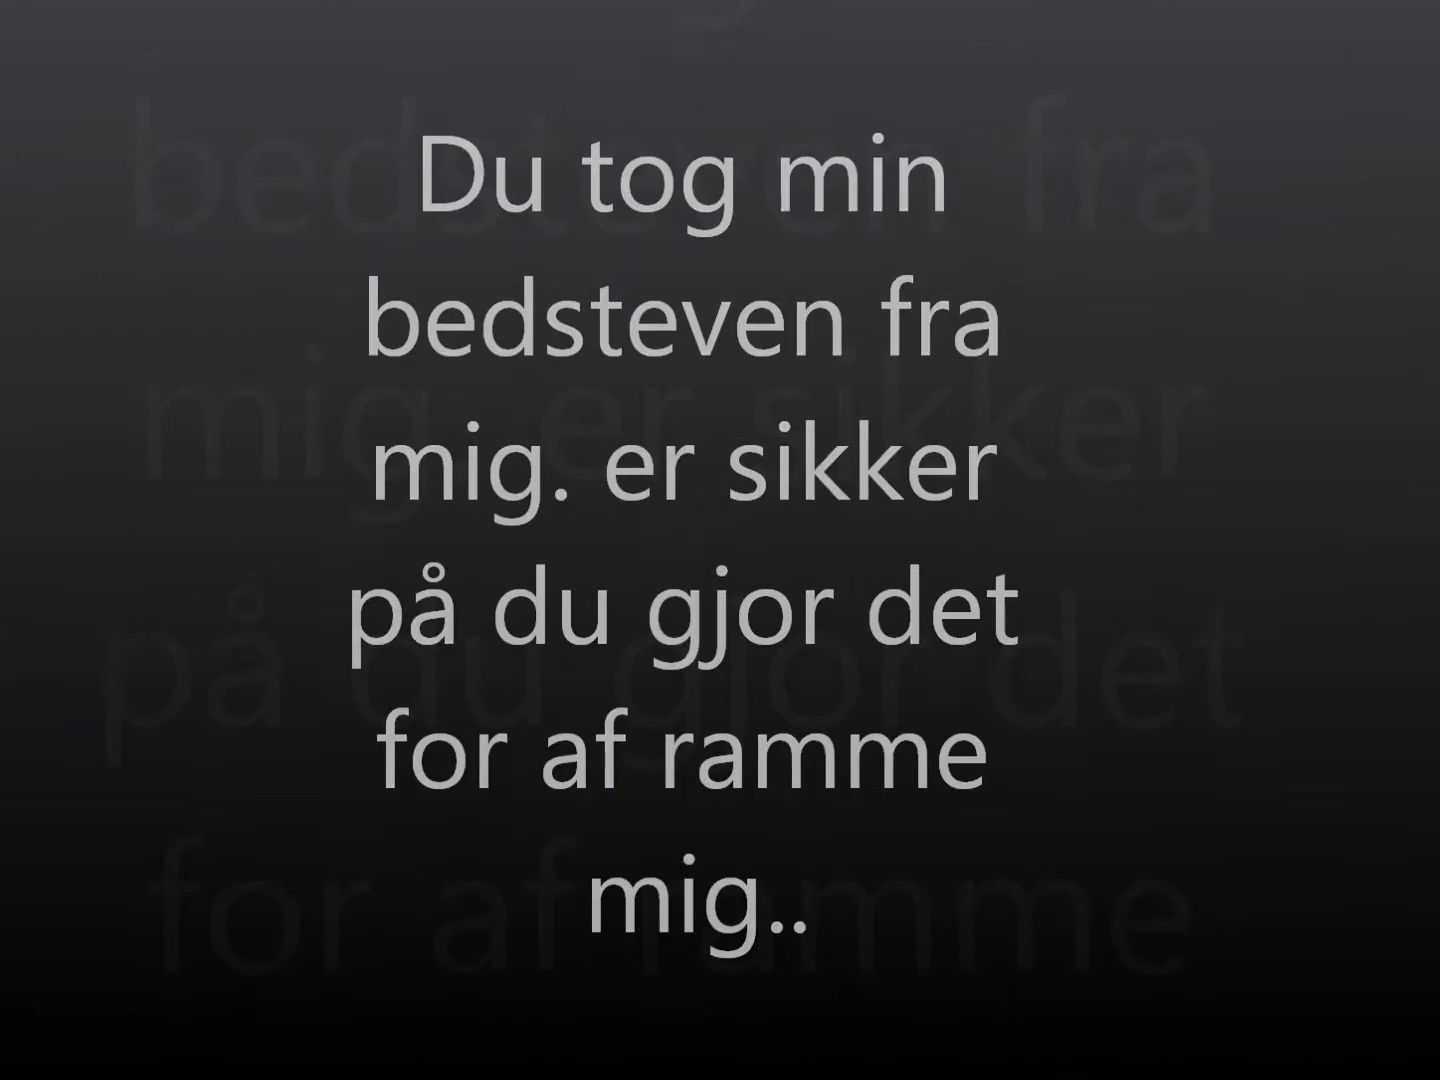 Du tog min
bedsteven fra
mig. er sikker
på du gjor det
for af ramme
mig..